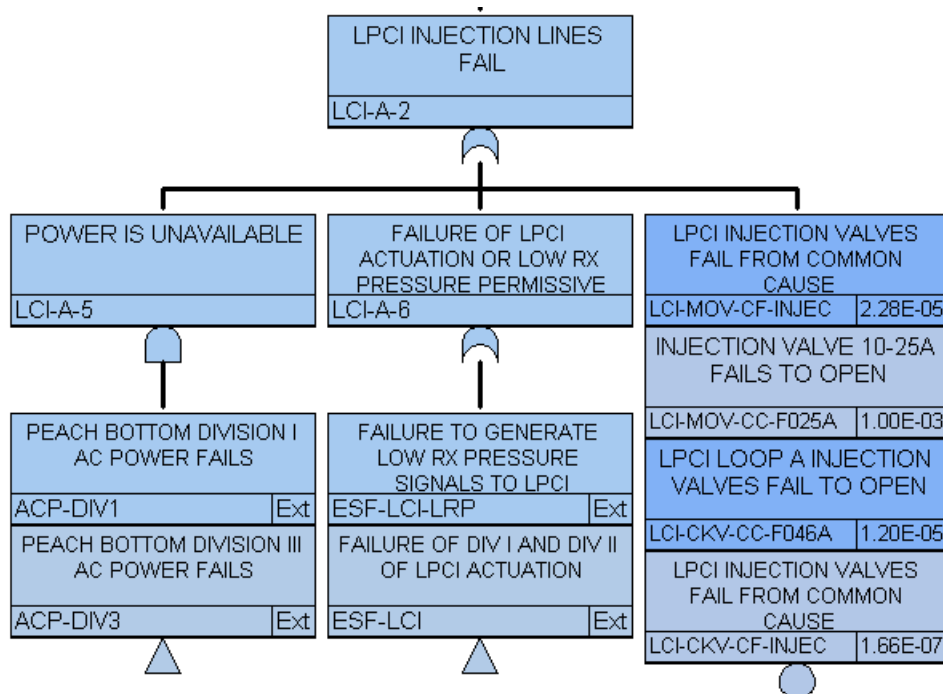 LPCI INJECTION LINES
FAIL
LCI-A-2
POWER IS UNAVAILABLE
LCI-A-5
FAILURE OF LPCI
ACTUATION OR LOW RX
PRESSURE PERMISSIVE
LCI-A-6
LPCI INJECTION VALVES
FAIL FROM COMMON
CAUSE
LCI-MOV-CF-INJEC 2.28E-05
INJECTION VALVE 10-25A
FAILS TO OPEN
LCI-MOV-CC-F025A 1.00E-03
LPCI LOOP A INJECTION
VALVES FAIL TO OPEN
LCI-CKV-CC-F046A 1.20E-05
LPCI INJECTION VALVES
FAIL FROM COMMON
CAUSE
LCI-CKV-CF-INJEC 1.66E-07
PEACH BOTTOM DIVISION I
AC POWER FAILS
ACP-DIV1 Ext
PEACH BOTTOM DIVISION III
AC POWER FAILS
ACP-DIV3 Ext
FAILURE TO GENERATE
LOW RX PRESSURE
SIGNALS TO LPCI
ESF-LCI-LRP Ext
FAILURE OF DIV I AND DIV II
OF LPCI ACTUATION
ESF-LCI Ext